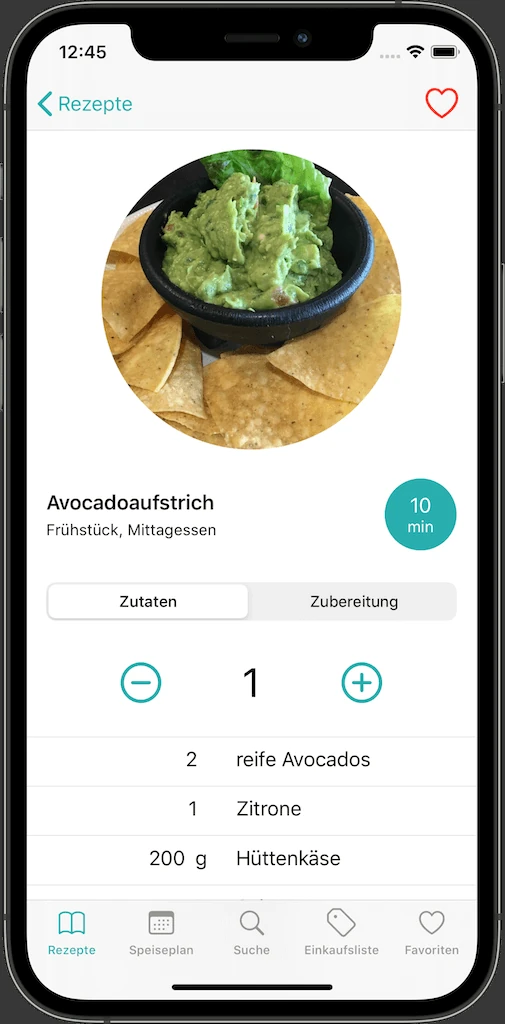 12:45
Rezepte
Avocadoaufstrich
Frühstück, Mittagessen
10
min
Zutaten Zubereitung
1
2 reife Avocados
1 Zitrone
200 g Hüttenkäse
Rezepte Speiseplan Suche Einkaufsliste Favoriten